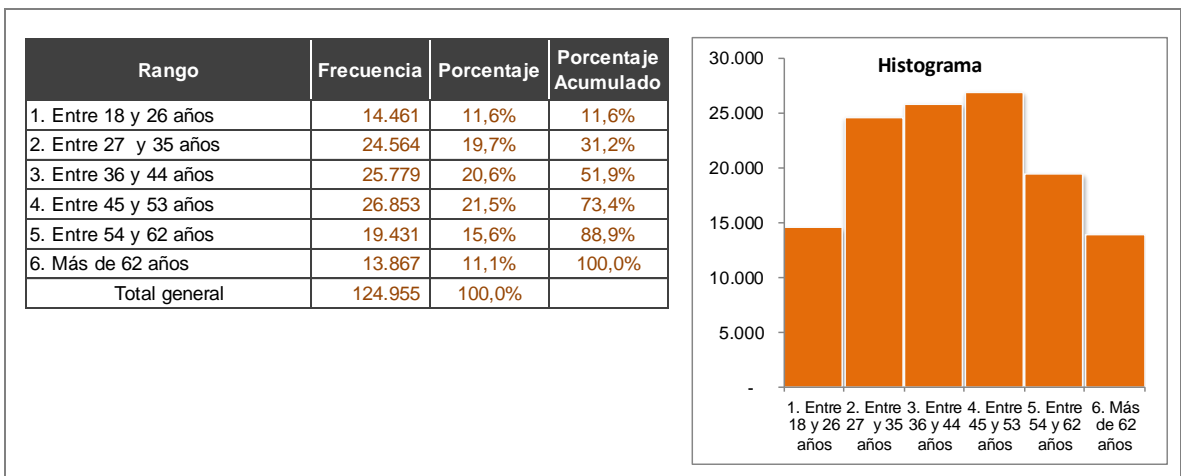 Rango Frecuencia Porcentaje Porcentaje Acumulado
1. Entre 18 y 26 años 14.461 11,6% 11,6%
2. Entre 27  y 35 años 24.564 19,7% 31,2%
3. Entre 36 y 44 años 25.779 20,6% 51,9%
4. Entre 45 y 53 años 26.853 21,5% 73,4%
5. Entre 54 y 62 años 19.431 15,6% 88,9%
6. Más de 62 años 13.867 11,1% 100,0%
Total general 124.955 100,0%
Histograma
30.000
25.000
20.000
15.000
10.000
5.000
-
1. Entre 2. Entre 3. Entre 4. Entre 5. Entre 6. Más
18 y 26 27  y 35 36 y 44 45 y 53 54 y 62 de 62
años años años años años años